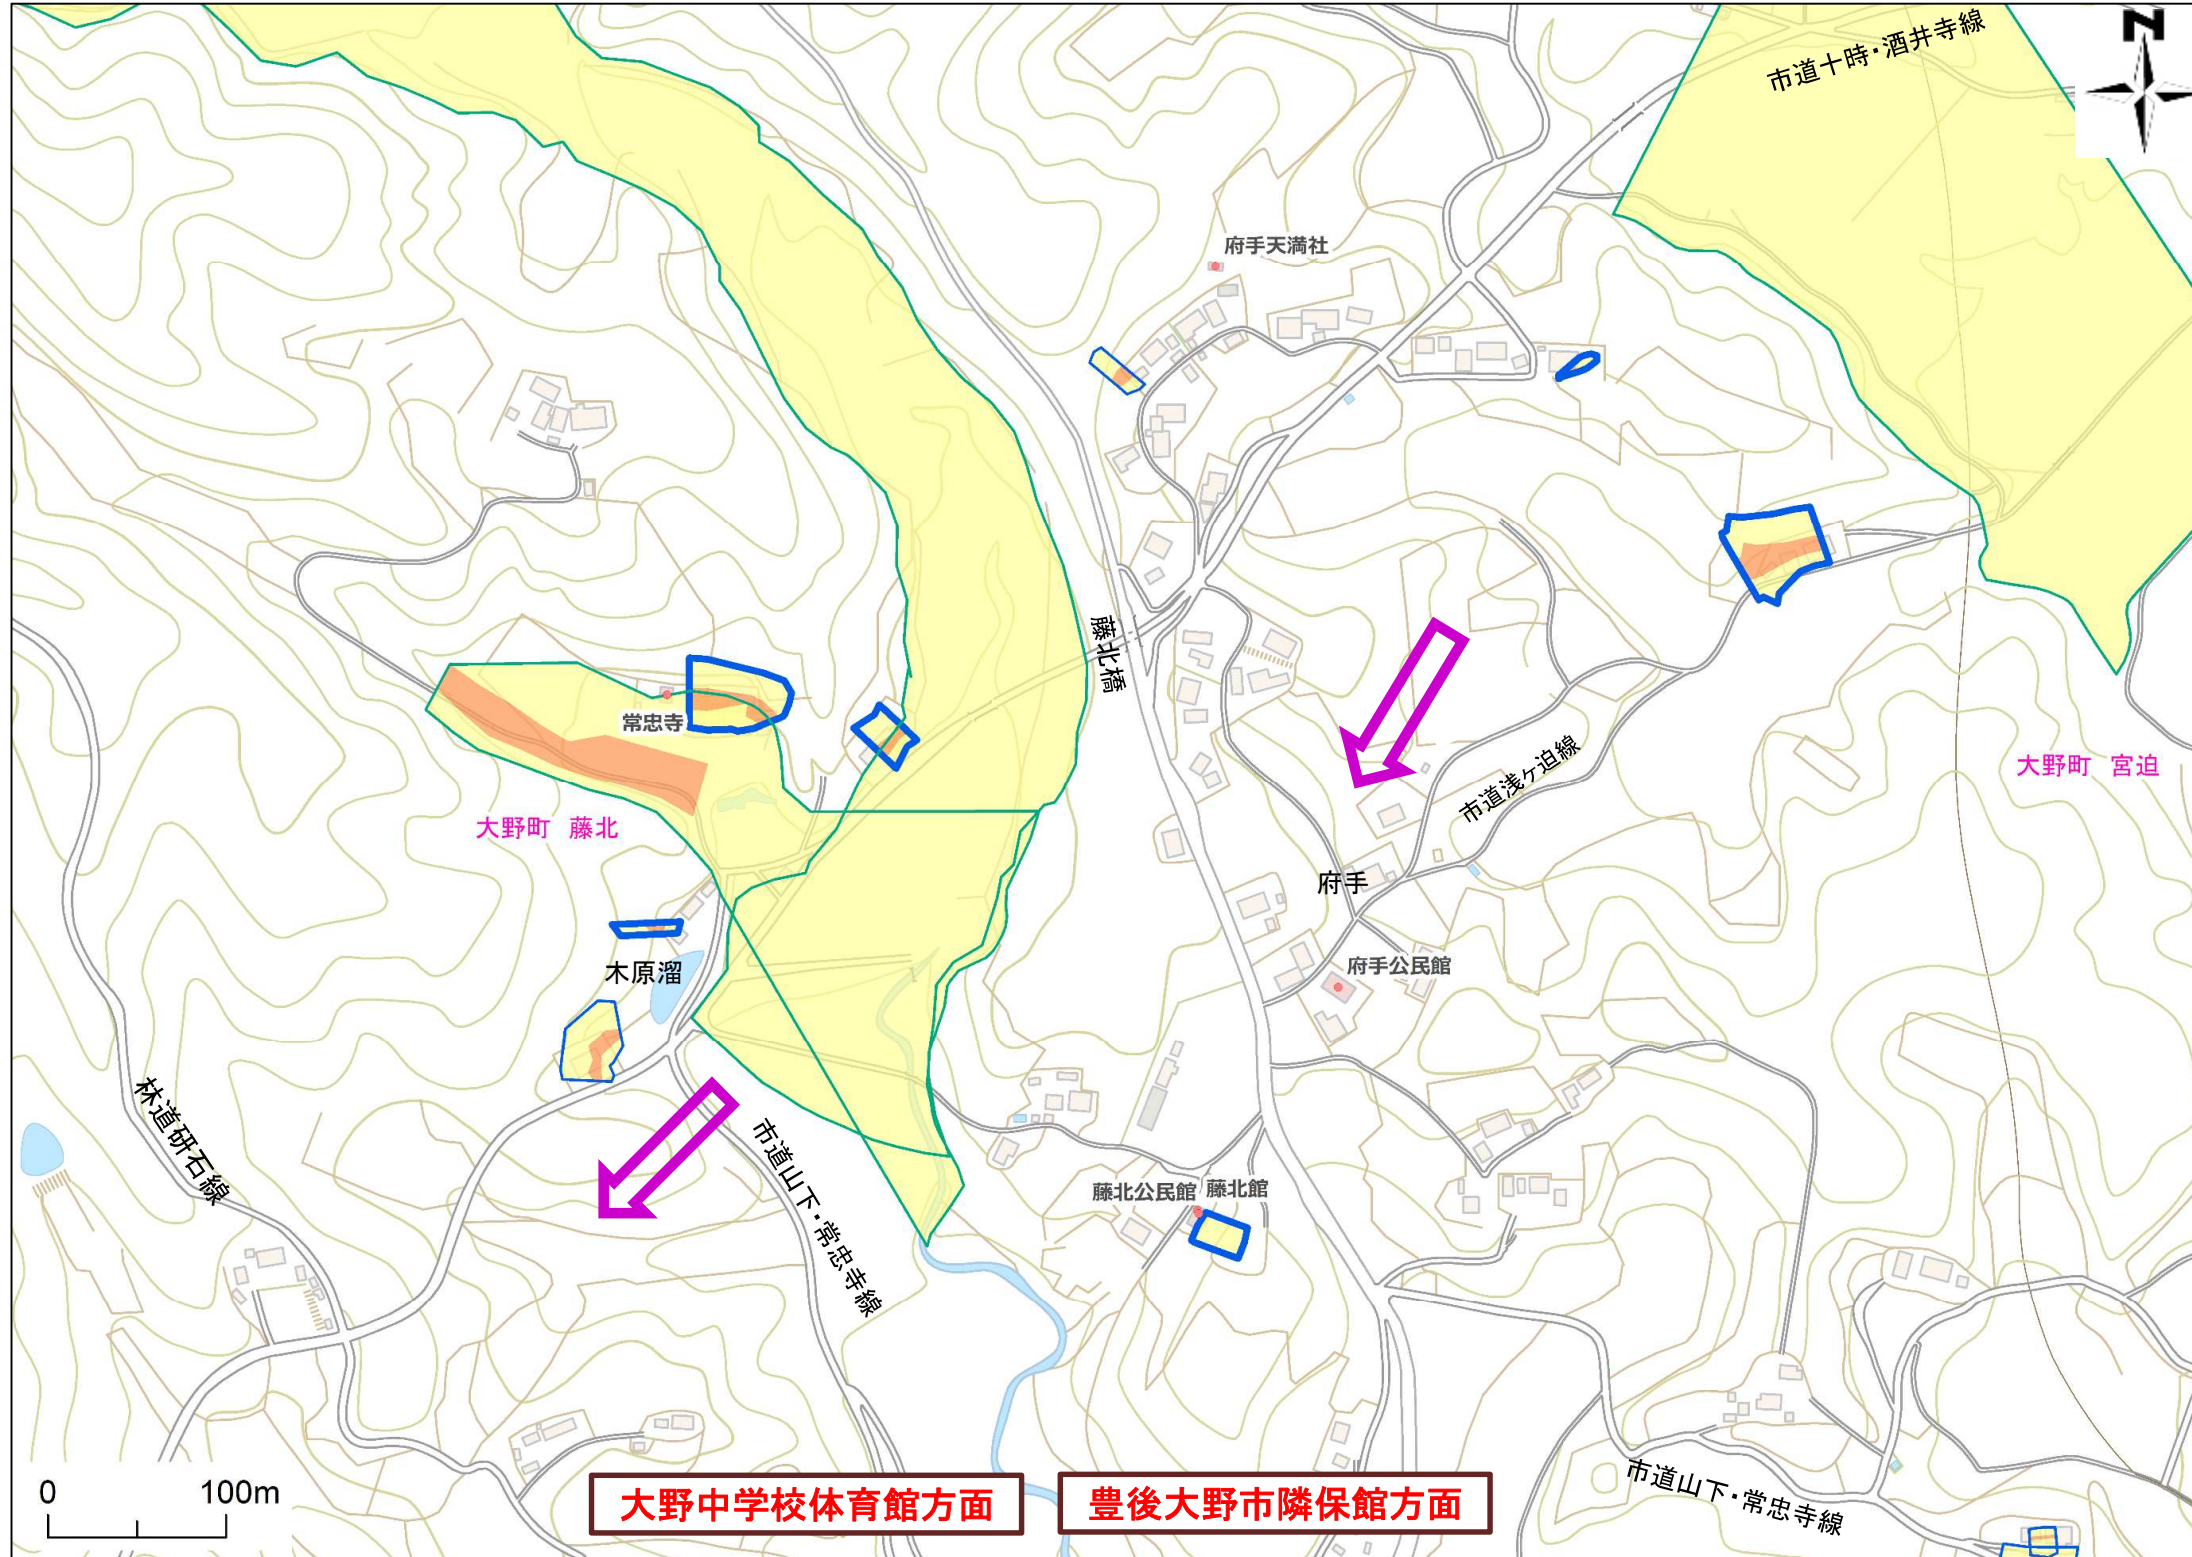 N
市道十時・酒井寺線
府手天満社
藤北橋
常忠寺
大野町 藤北
大野町 宮迫
市道浅ヶ迫線
府手
府手公民館
木原溜
林道研石線
市道山下・常忠寺線
藤北公民館
藤北館
市道山下・常忠寺線
0 100m
大野中学校体育館方面
豊後大野市隣保館方面